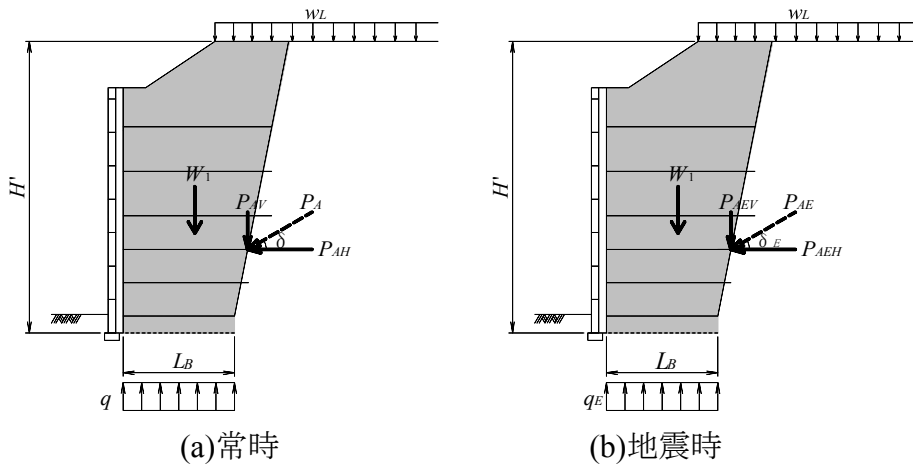 wL
H'
W1
PAV
PA
δ
PAH
LB
q
(a)常時
wL
H'
W1
PAEV
PAE
δE
PAEH
LB
qE
(b)地震時